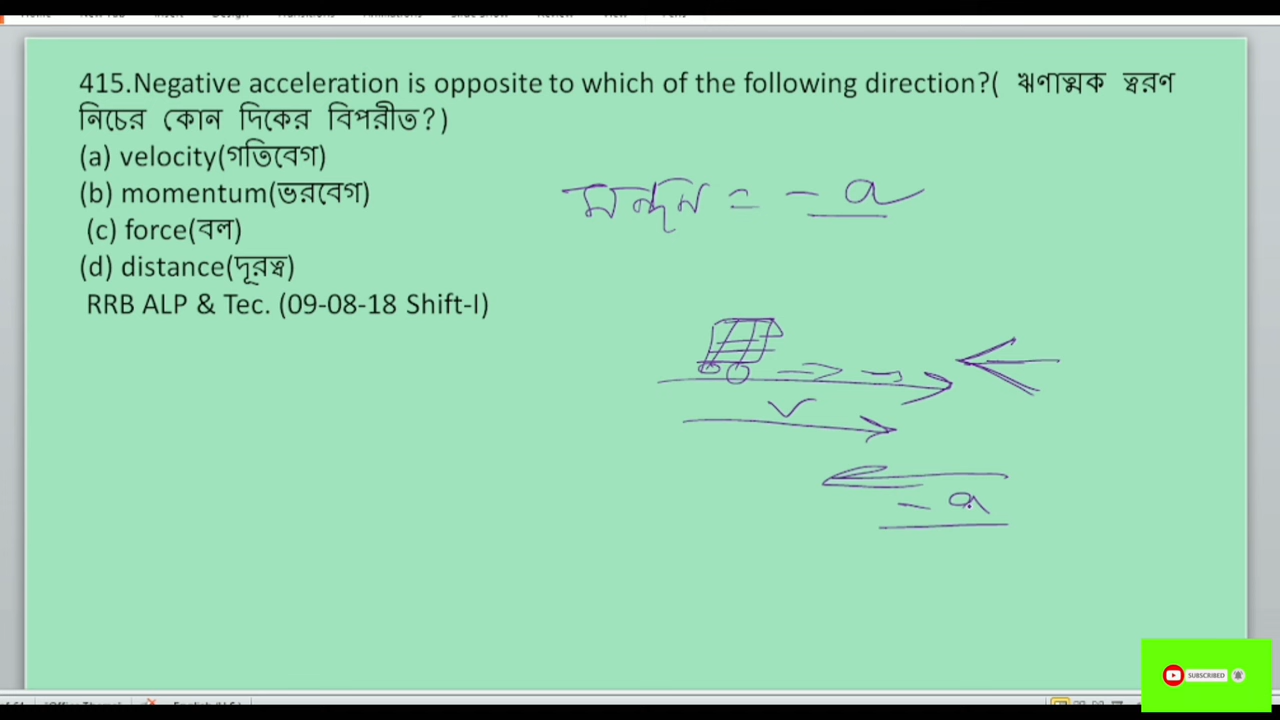 415.Negative acceleration is opposite to which of the following direction?( ঋণাত্মক ত্বরণ
নিচের কোন দিকের বিপরীত?)
(a) velocity(গতিবেগ)
(b) momentum(ভরবেগ)
(c) force(বল)
(d) distance(দূরত্ব)
RRB ALP & Tec. (09-08-18 Shift-I)
মন্দন = - a
v
- a
SUBSCRIBED